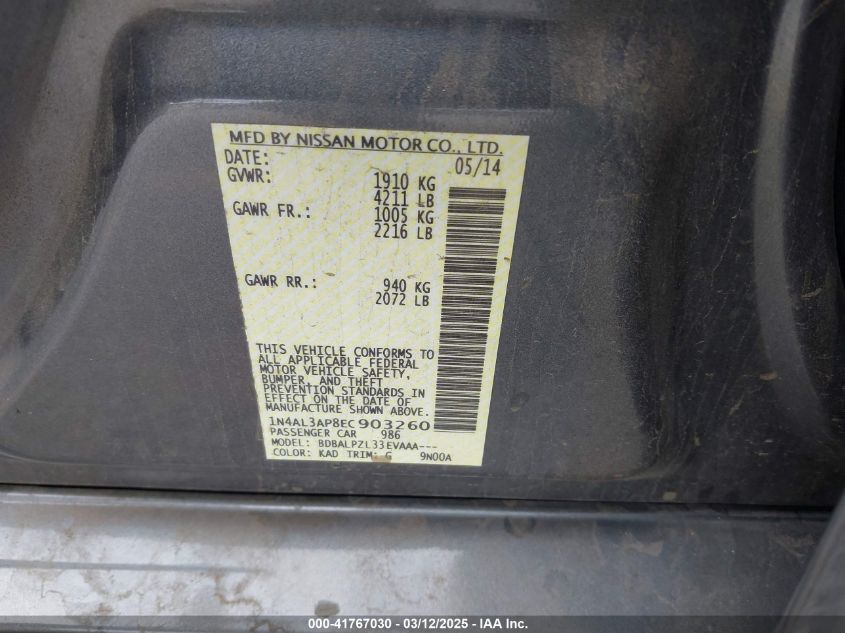 MFD BY NISSAN MOTOR CO., LTD.
DATE: 05/14
GVWR: 1910 KG
4211 LB
GAWR FR.: 1005 KG
2216 LB
GAWR RR.: 940 KG
2072 LB
THIS VEHICLE CONFORMS TO
ALL APPLICABLE FEDERAL
MOTOR VEHICLE SAFETY,
BUMPER, AND THEFT
PREVENTION STANDARDS IN
EFFECT ON THE DATE OF
MANUFACTURE SHOWN ABOVE.
1N4AL3AP8EC903260
PASSENGER CAR 986
MODEL: BDBALPZL33EVAAA---
COLOR: KAD TRIM: G 9N00A
000-41767030 - 03/12/2025 - IAA Inc.